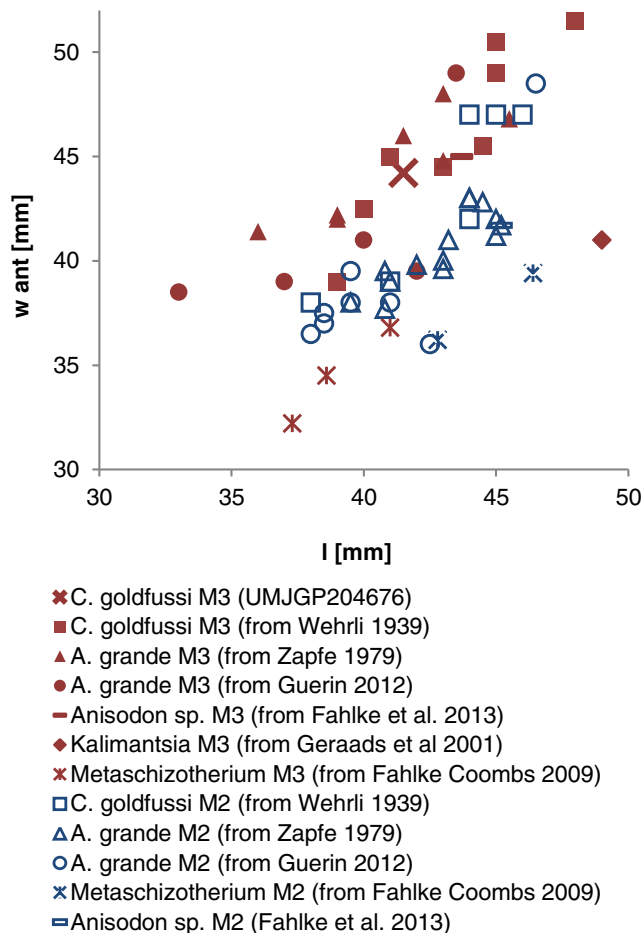 50
45
40
35
30
w ant [mm]
30 35 40 45 50
l [mm]
C. goldfussi M3 (UMJGP204676)
C. goldfussi M3 (from Wehrli 1939)
A. grande M3 (from Zapfe 1979)
A. grande M3 (from Guerin 2012)
Anisodon sp. M3 (from Fahlke et al. 2013)
Kalimantsia M3 (from Geraads et al 2001)
Metaschizotherium M3 (from Fahlke Coombs 2009)
C. goldfussi M2 (from Wehrli 1939)
A. grande M2 (from Zapfe 1979)
A. grande M2 (from Guerin 2012)
Metaschizotherium M2 (from Fahlke Coombs 2009)
Anisodon sp. M2 (Fahlke et al. 2013)